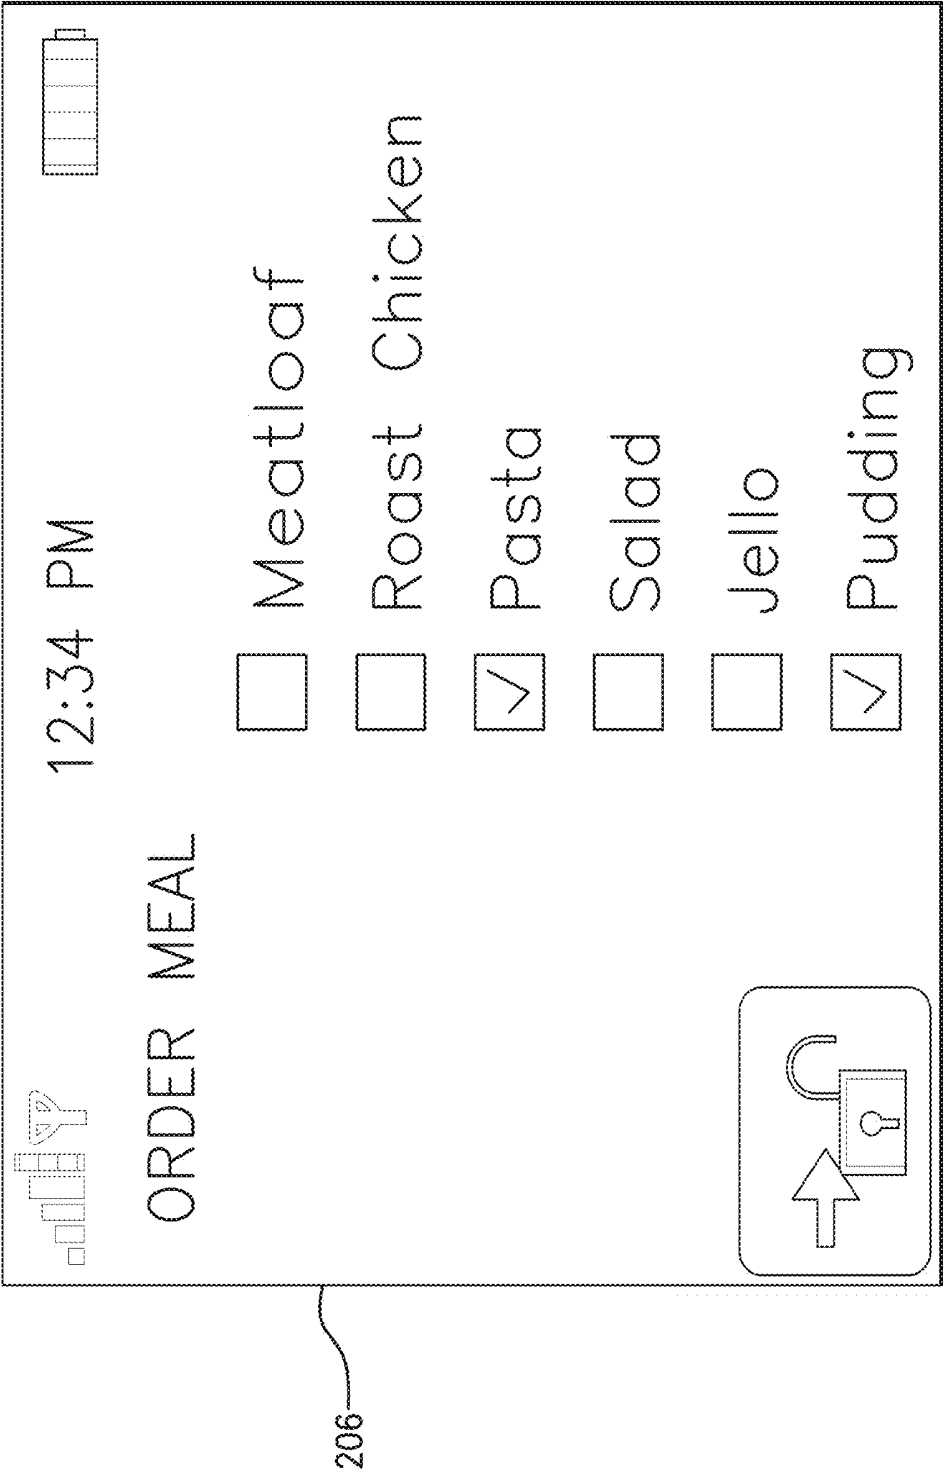 12:34 PM
ORDER MEAL
Meatloaf
Roast Chicken
Pasta
Salad
Jello
Pudding
206